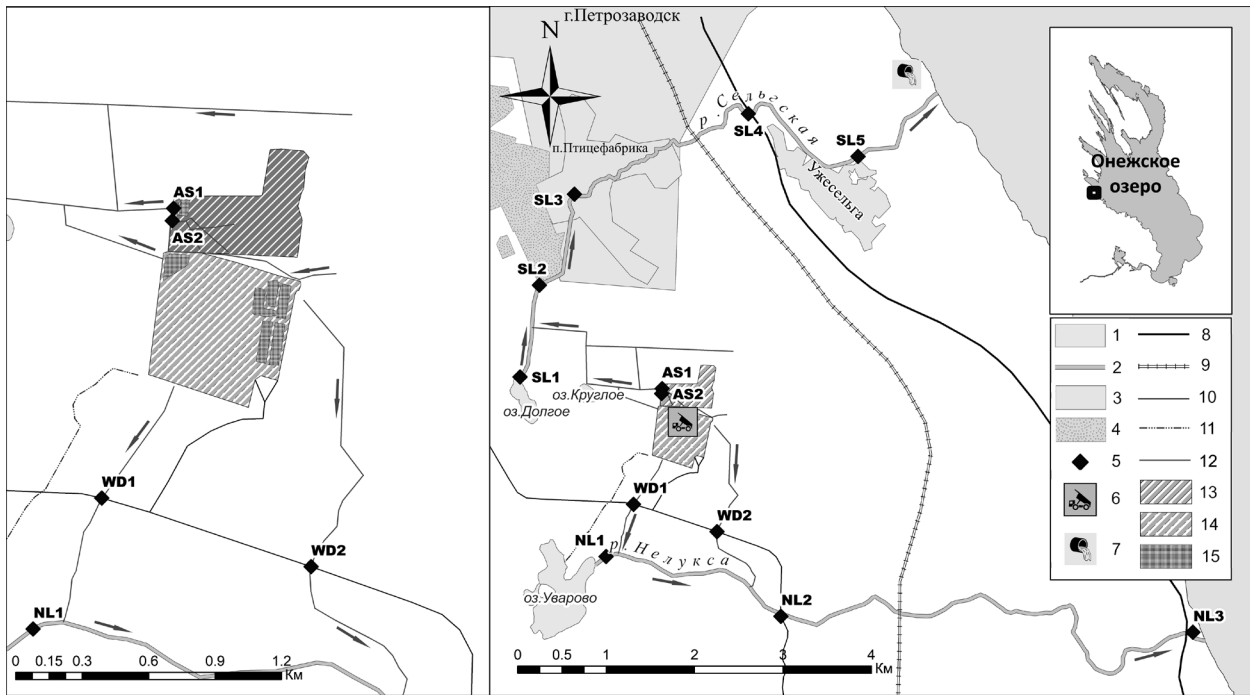 AS1
AS2
WD1
WD2
NL1
0 0.15 0.3 0.6 0.9 1.2
Км
г.Петрозаводск
N
п.Птицефабрика
р. Сельгская
SL4
SL5
Ужесельга
SL3
SL2
SL1
оз.Долгое
оз.Круглое
AS1
AS2
WD1
WD2
NL1
р. Нелукса
оз.Уварово
NL2
NL3
0 1 2 3 4
Км
Онежское
озеро
1 8
2 9
3 10
4 11
5 12
6 13
14
7 15